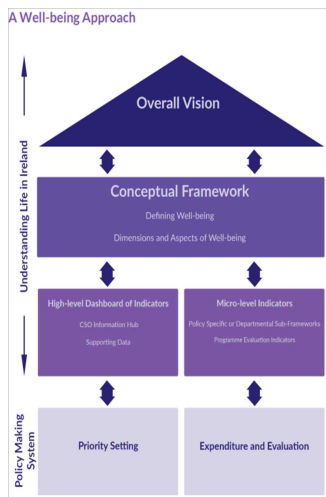 A Well-being Approach
Overall Vision
Understanding Life in Ireland
Conceptual Framework
Defining Well-being
Dimensions and Aspects of Well-being
High-level Dashboard of Indicators
CSO Information Hub
Supporting Data
Micro-level Indicators
Policy Specific or Departmental Sub-Frameworks
Programme Evaluation Indicators
Policy Making
System
Priority Setting
Expenditure and Evaluation